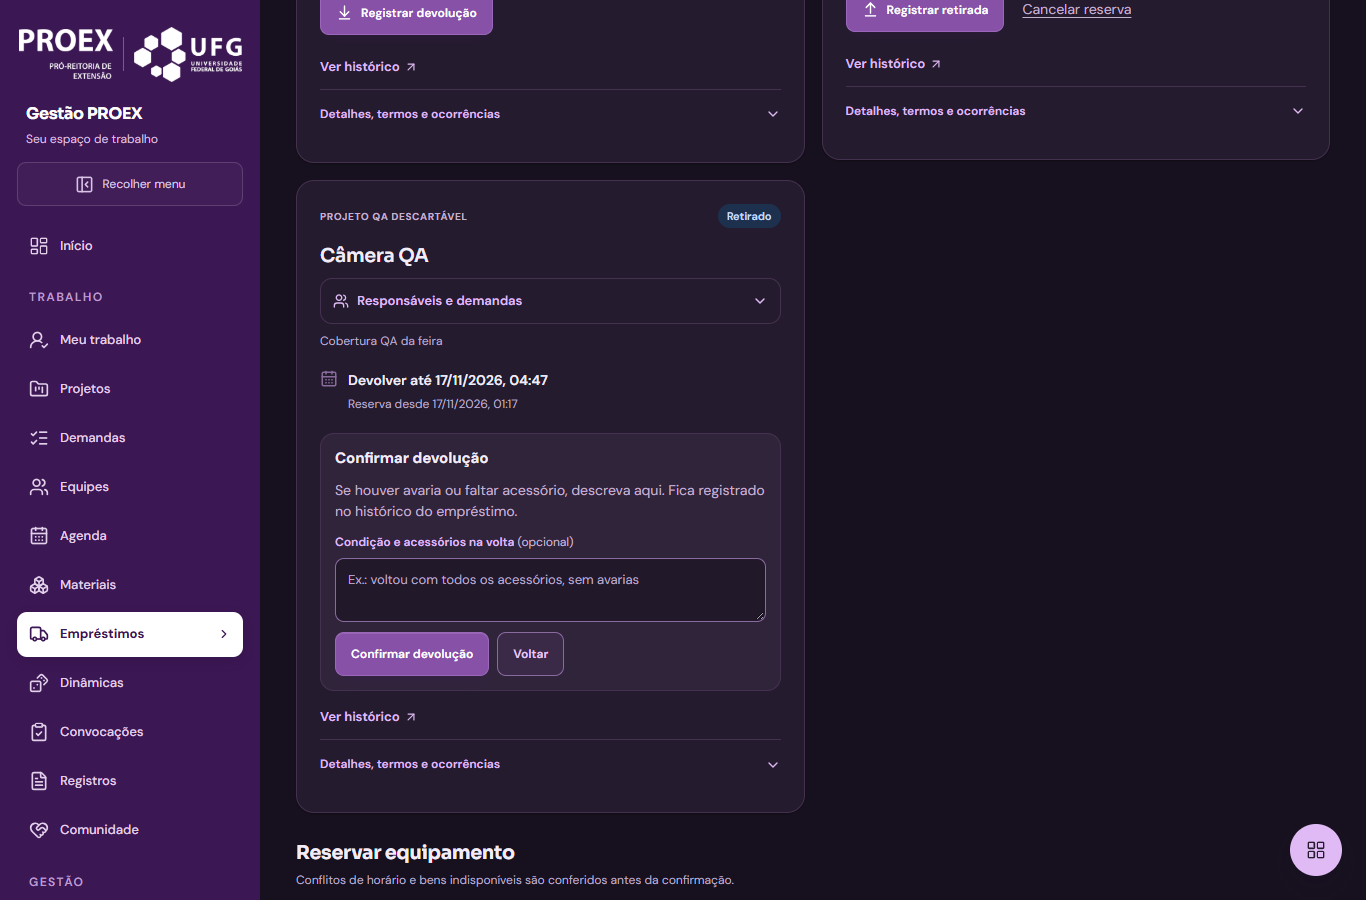 PROEX
PRÓ-REITORIA DE
EXTENSÃO
UFG
UNIVERSIDADE
FEDERAL DE GOIÁS
Gestão PROEX
Seu espaço de trabalho
Recolher menu
Início
TRABALHO
Meu trabalho
Projetos
Demandas
Equipes
Agenda
Materiais
Empréstimos
Dinâmicas
Convocações
Registros
Comunidade
GESTÃO
Registrar devolução
Ver histórico
Detalhes, termos e ocorrências
Registrar retirada
Cancelar reserva
Ver histórico
Detalhes, termos e ocorrências
PROJETO QA DESCARTÁVEL
Retirado
Câmera QA
Responsáveis e demandas
Cobertura QA da feira
Devolver até 17/11/2026, 04:47
Reserva desde 17/11/2026, 01:17
Confirmar devolução
Se houver avaria ou faltar acessório, descreva aqui. Fica registrado
no histórico do empréstimo.
Condição e acessórios na volta (opcional)
Ex.: voltou com todos os acessórios, sem avarias
Confirmar devolução
Voltar
Ver histórico
Detalhes, termos e ocorrências
Reservar equipamento
Conflitos de horário e bens indisponíveis são conferidos antes da confirmação.